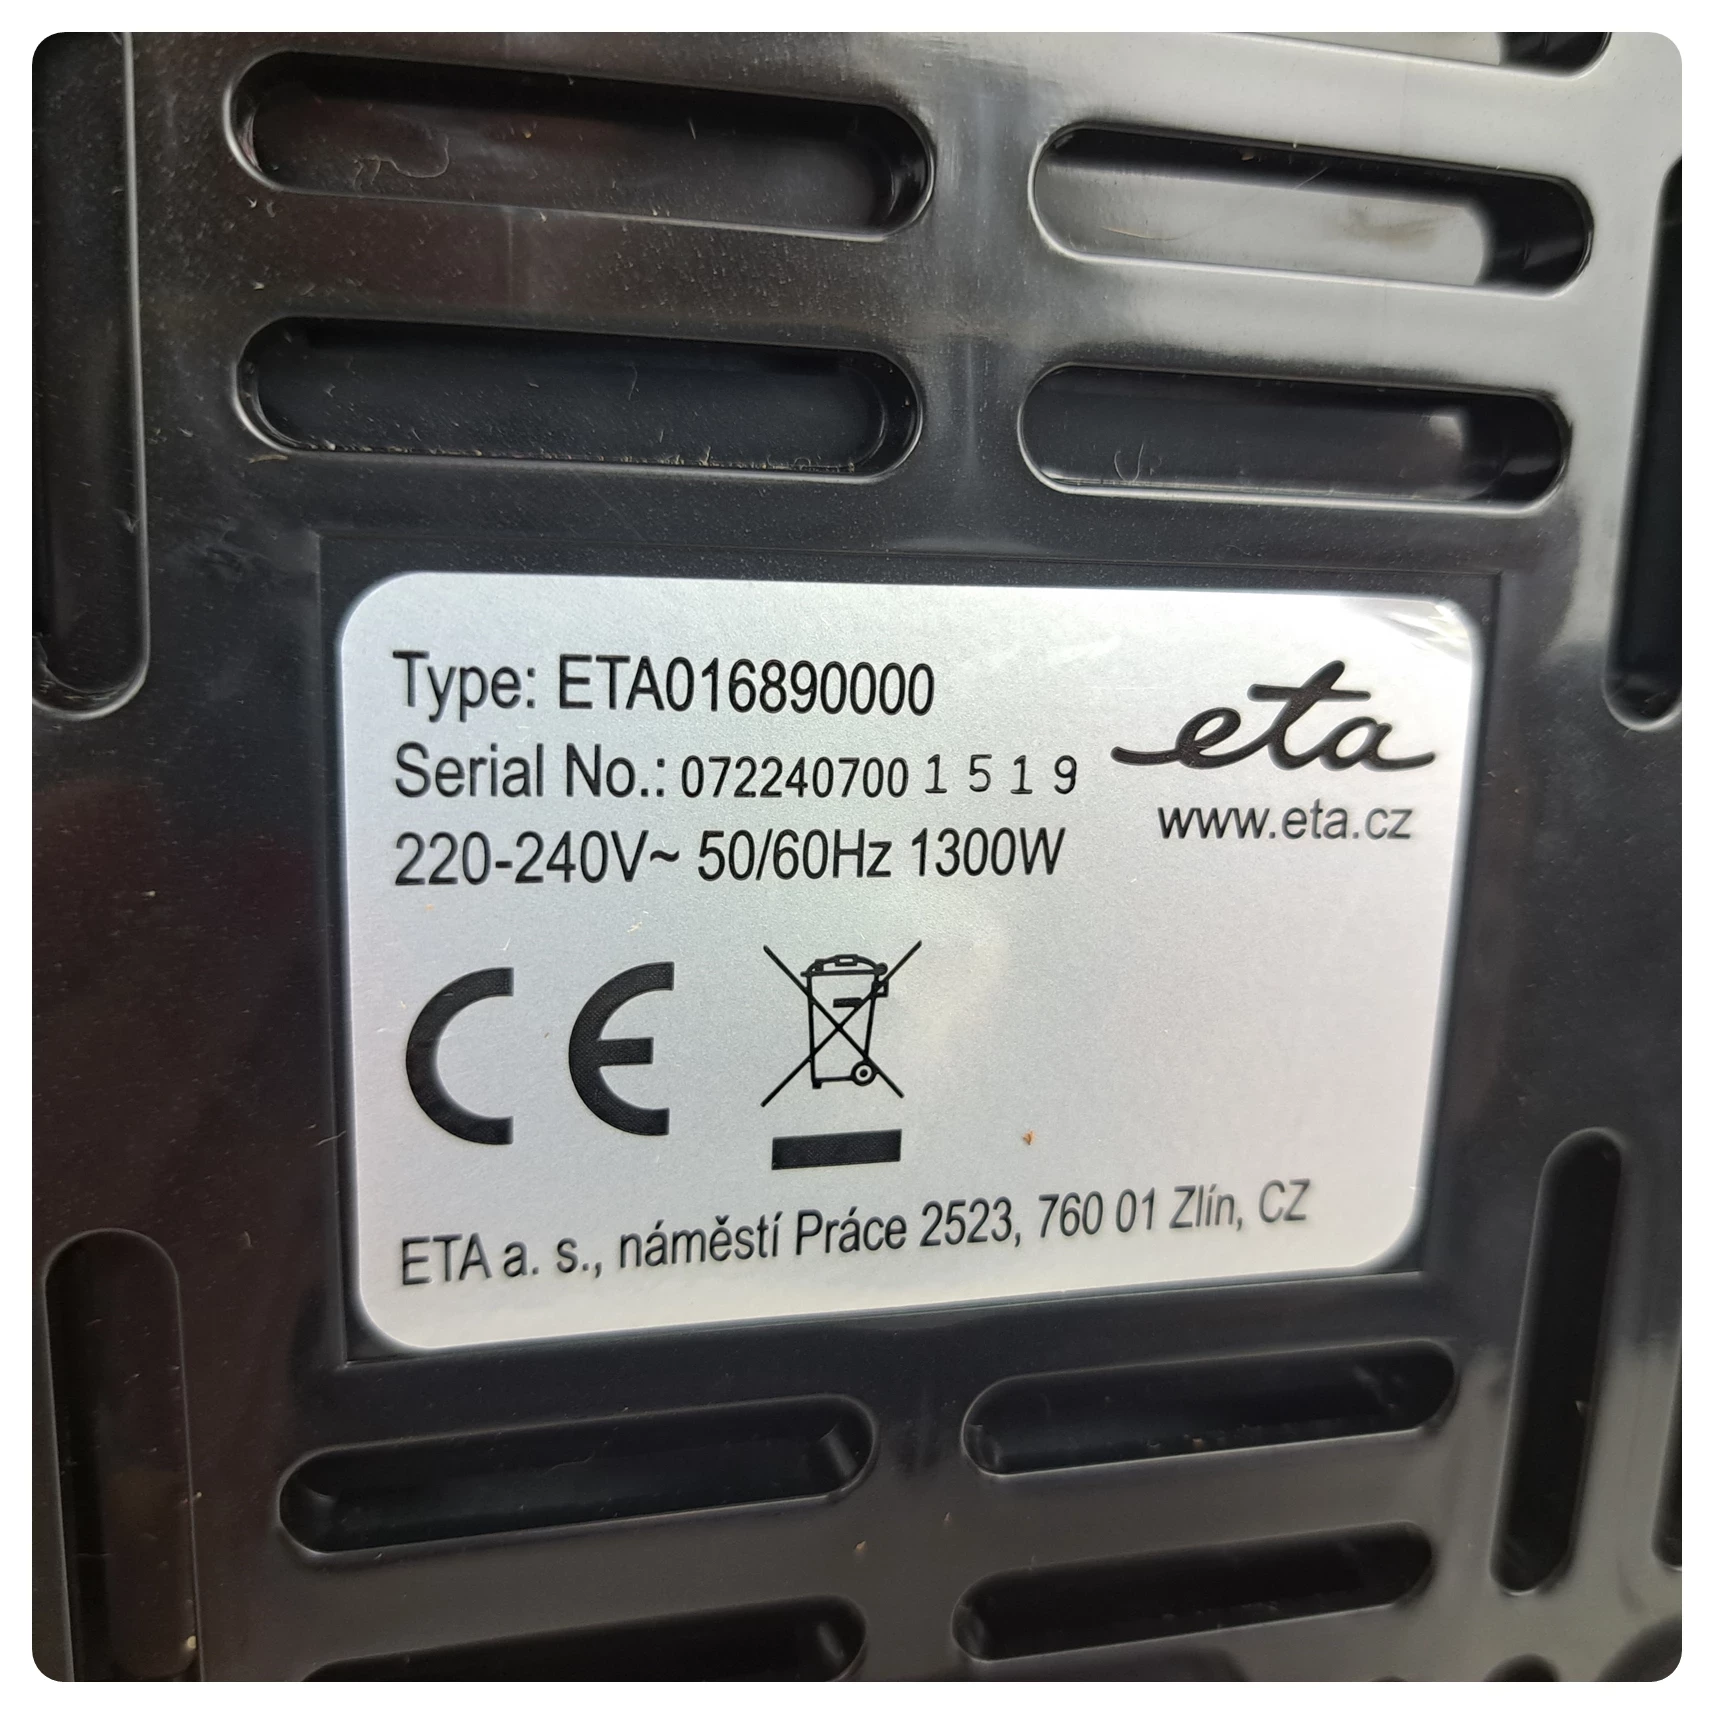 Type: ETA016890000
eta
Serial No.: 072240700 1 5 1 9
www.eta.cz
220-240V~ 50/60Hz 1300W
CE
ETA a. s., náměstí Práce 2523, 760 01 Zlín, CZ